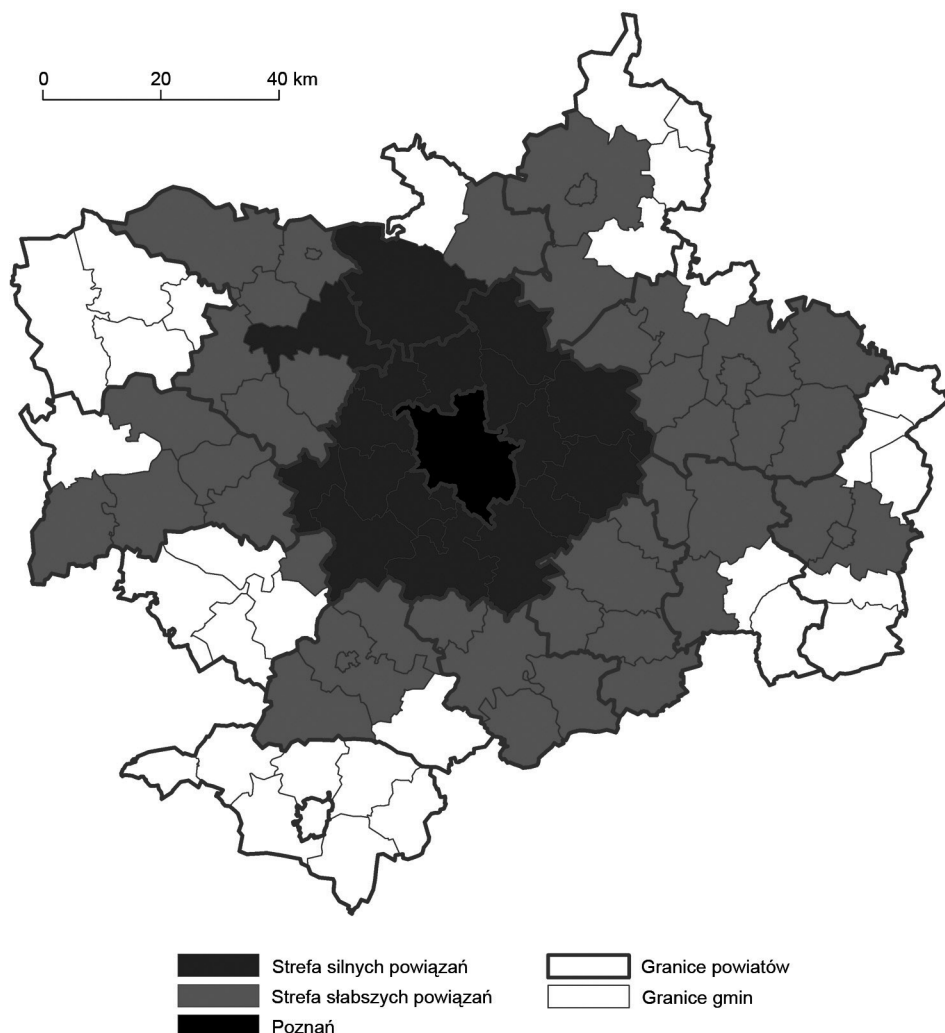 0 20 40 km
Strefa silnych powiązań
Strefa słabszych powiązań
Poznań
Granice powiatów
Granice gmin